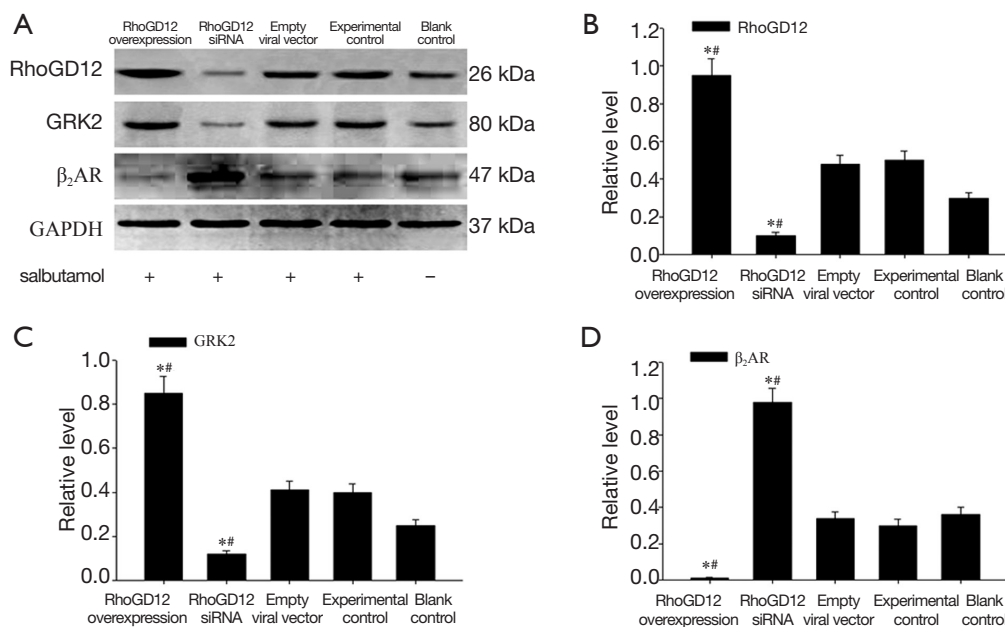 A
RhoGD12 overexpression
RhoGD12 siRNA
Empty viral vector
Experimental control
Blank control
RhoGD12
26 kDa
GRK2
80 kDa
β₂AR
47 kDa
GAPDH
37 kDa
salbutamol + + + + −
B
RhoGD12
Relative level
1.0
0.8
0.6
0.4
0.2
0.0
*#
*#
RhoGD12 overexpression
RhoGD12 siRNA
Empty viral vector
Experimental control
Blank control
C
GRK2
Relative level
1.0
0.8
0.6
0.4
0.2
0.0
*#
*#
RhoGD12 overexpression
RhoGD12 siRNA
Empty viral vector
Experimental control
Blank control
D
β₂AR
Relative level
1.2
1.0
0.8
0.6
0.4
0.2
0.0
*#
*#
RhoGD12 overexpression
RhoGD12 siRNA
Empty viral vector
Experimental control
Blank control